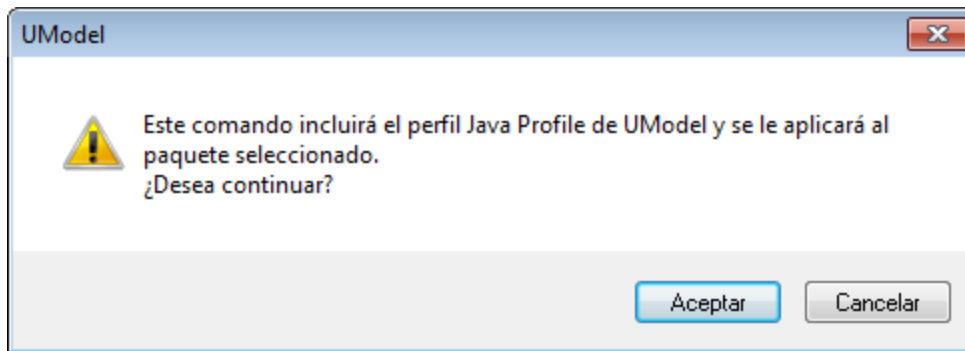 UModel
Este comando incluirá el perfil Java Profile de UModel y se le aplicará al
paquete seleccionado.
¿Desea continuar?
Aceptar
Cancelar